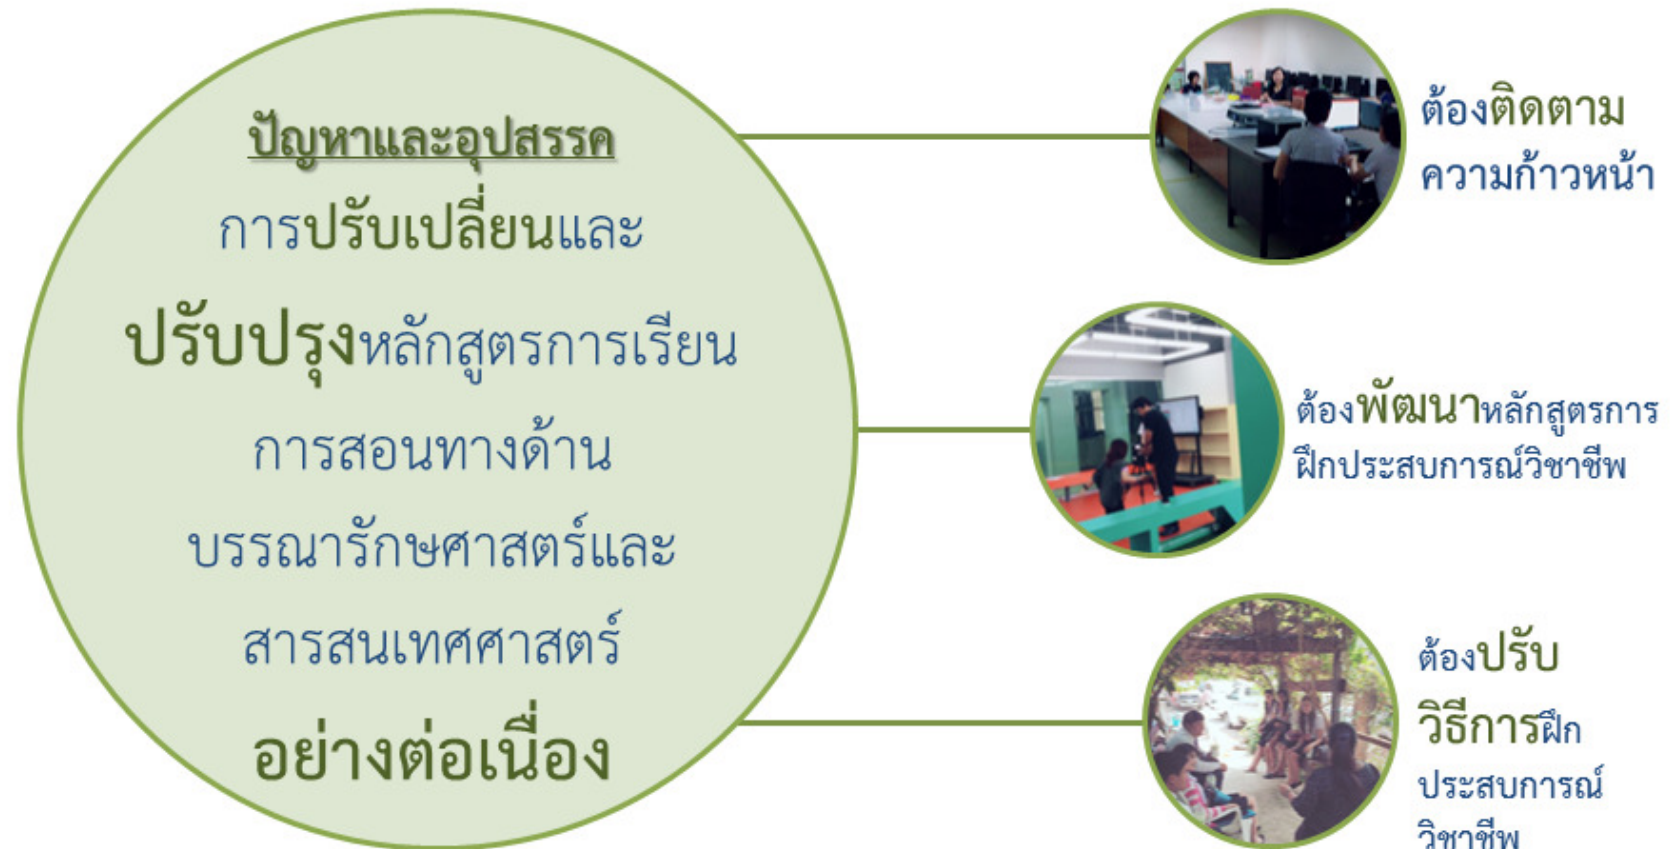 ปัญหาและอุปสรรค
การปรับเปลี่ยนและ
ปรับปรุงหลักสูตรการเรียน
การสอนทางด้าน
บรรณารักษศาสตร์และ
สารสนเทศศาสตร์
อย่างต่อเนื่อง
ต้องติดตาม
ความก้าวหน้า
ต้องพัฒนาหลักสูตรการ
ฝึกประสบการณ์วิชาชีพ
ต้องปรับ
วิธีการฝึก
ประสบการณ์
วิชาชีพ